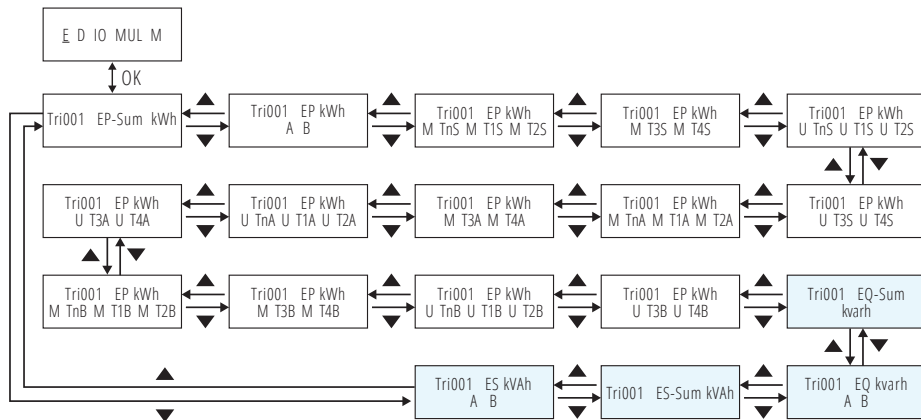 E D IO MUL M
OK
Tri001 EP-Sum kWh
Tri001 EP kWh
A B
Tri001 EP kWh
M TnS M T1S M T2S
Tri001 EP kWh
M T3S M T4S
Tri001 EP kWh
U TnS U T1S U T2S
Tri001 EP kWh
U T3A U T4A
Tri001 EP kWh
U TnA U T1A U T2A
Tri001 EP kWh
M T3A M T4A
Tri001 EP kWh
M TnA M T1A M T2A
Tri001 EP kWh
U T3S U T4S
Tri001 EP kWh
M TnB M T1B M T2B
Tri001 EP kWh
M T3B M T4B
Tri001 EP kWh
U TnB U T1B U T2B
Tri001 EP kWh
U T3B U T4B
Tri001 EQ-Sum
kvarh
Tri001 ES kVAh
A B
Tri001 ES-Sum kVAh
Tri001 EQ kvarh
A B